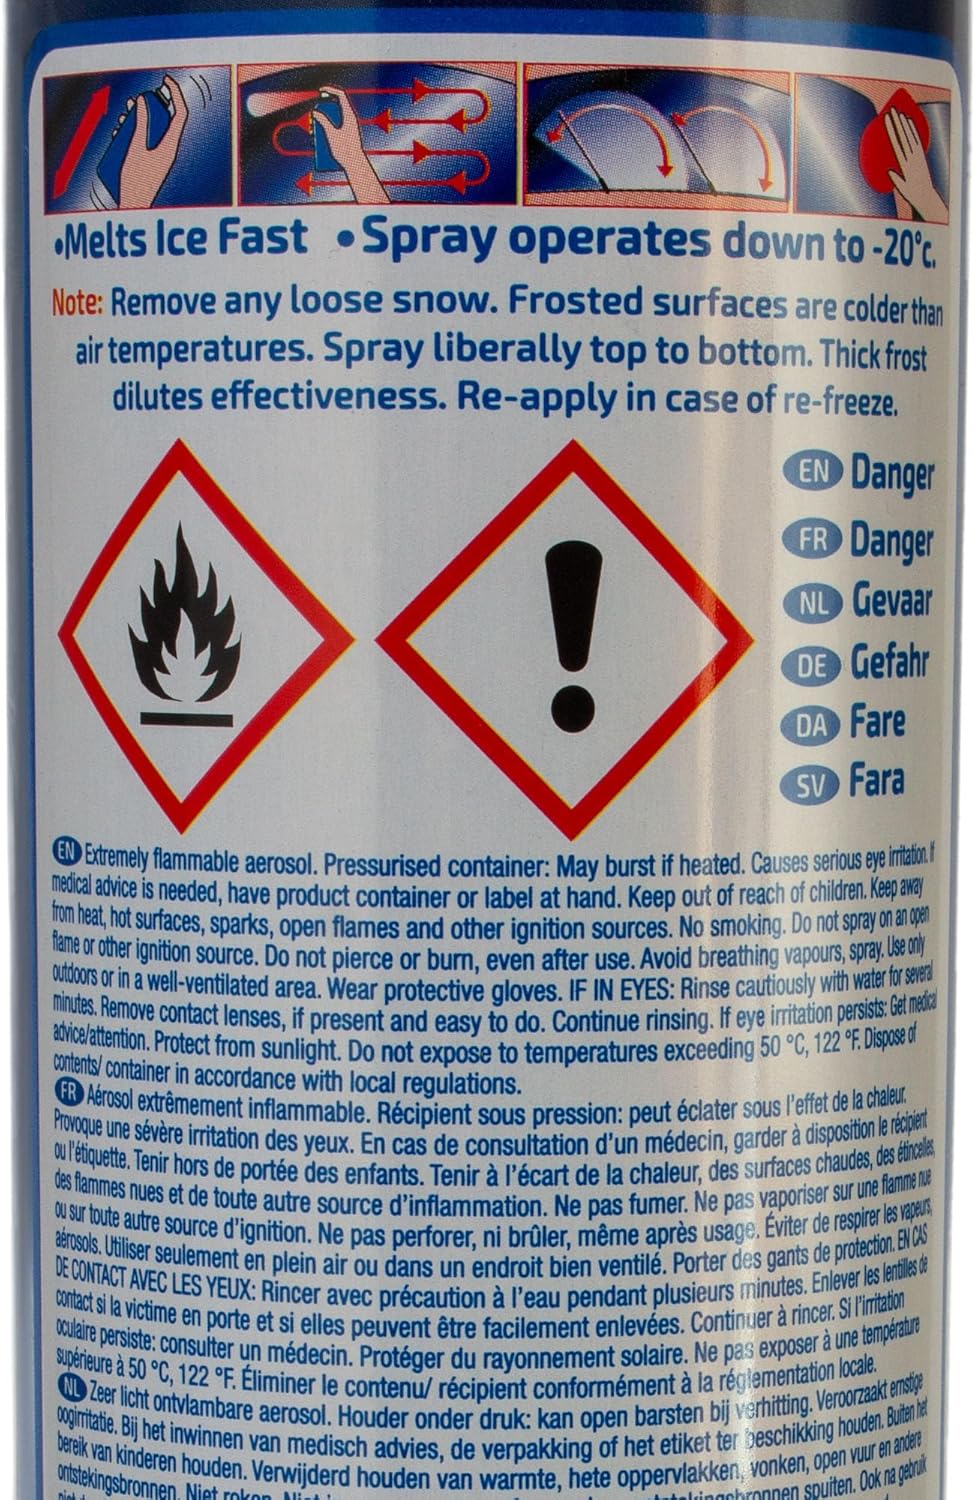 •Melts Ice Fast •Spray operates down to -20°c.
Note: Remove any loose snow. Frosted surfaces are colder than
air temperatures. Spray liberally top to bottom. Thick frost
dilutes effectiveness. Re-apply in case of re-freeze.
EN Danger
FR Danger
NL Gevaar
DE Gefahr
DA Fare
SV Fara
EN Extremely flammable aerosol. Pressurised container: May burst if heated. Causes serious eye irritation. If
medical advice is needed, have product container or label at hand. Keep out of reach of children. Keep away
from heat, hot surfaces, sparks, open flames and other ignition sources. No smoking. Do not spray on an open
flame or other ignition source. Do not pierce or burn, even after use. Avoid breathing vapours, spray. Use only
outdoors or in a well-ventilated area. Wear protective gloves. IF IN EYES: Rinse cautiously with water for several
minutes. Remove contact lenses, if present and easy to do. Continue rinsing. If eye irritation persists: Get medical
advice/attention. Protect from sunlight. Do not expose to temperatures exceeding 50 °C, 122 °F. Dispose of
contents/ container in accordance with local regulations.
FR Aérosol extrêmement inflammable. Récipient sous pression: peut éclater sous l'effet de la chaleur.
Provoque une sévère irritation des yeux. En cas de consultation d'un médecin, garder à disposition le récipient
ou l'étiquette. Tenir hors de portée des enfants. Tenir à l'écart de la chaleur, des surfaces chaudes, des étincelles,
des flammes nues et de toute autre source d'inflammation. Ne pas fumer. Ne pas vaporiser sur une flamme nue
ou sur toute autre source d'ignition. Ne pas perforer, ni brûler, même après usage. Éviter de respirer les vapeurs,
aérosols. Utiliser seulement en plein air ou dans un endroit bien ventilé. Porter des gants de protection. EN CAS
DE CONTACT AVEC LES YEUX: Rincer avec précaution à l'eau pendant plusieurs minutes. Enlever les lentilles de
contact si la victime en porte et si elles peuvent être facilement enlevées. Continuer à rincer. Si l'irritation
oculaire persiste: consulter un médecin. Protéger du rayonnement solaire. Ne pas exposer à une température
supérieure à 50 °C, 122 °F. Éliminer le contenu/ récipient conformément à la réglementation locale.
NL Zeer licht ontvlambare aerosol. Houder onder druk: kan open barsten bij verhitting. Veroorzaakt ernstige
oogirritatie. Bij het inwinnen van medisch advies, de verpakking of het etiket ter beschikking houden. Buiten het
bereik van kinderen houden. Verwijderd houden van warmte, hete oppervlakken, vonken, open vuur en andere
ontstekingsbronnen. Niet roken. ontstekingsbronnen spuiten. Ook na gebruik